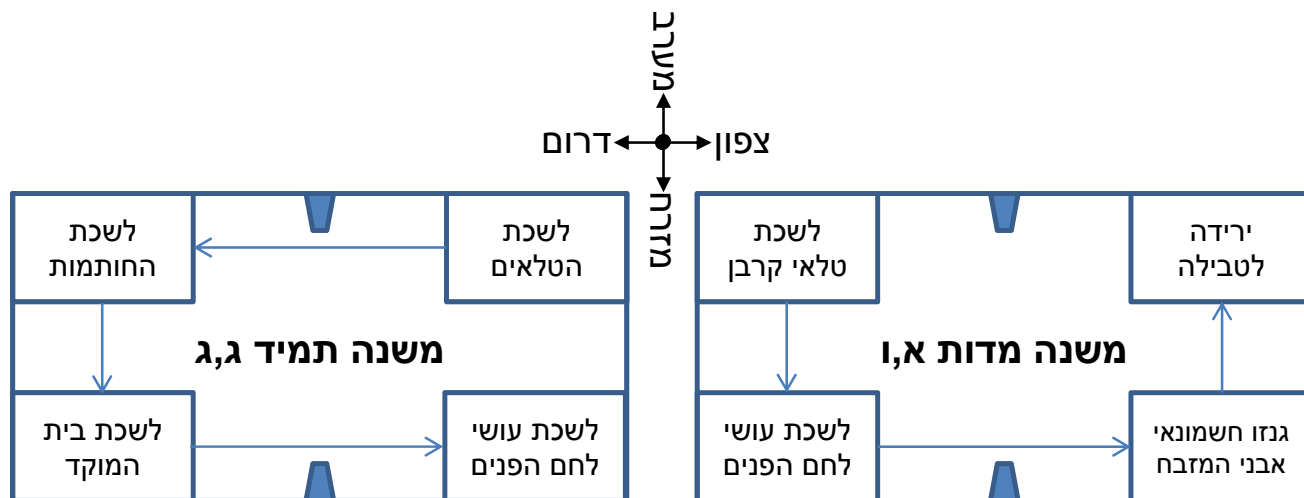 מערב
צפון
דרום
מזרח
ירידה
לטבילה
לשכת
טלאי קרבן
משנה מדות א,ו
גנזו חשמונאי
אבני המזבח
לשכת עושי
לחם הפנים
לשכת
הטלאים
לשכת
החותמות
משנה תמיד ג,ג
לשכת עושי
לחם הפנים
לשכת בית
המוקד